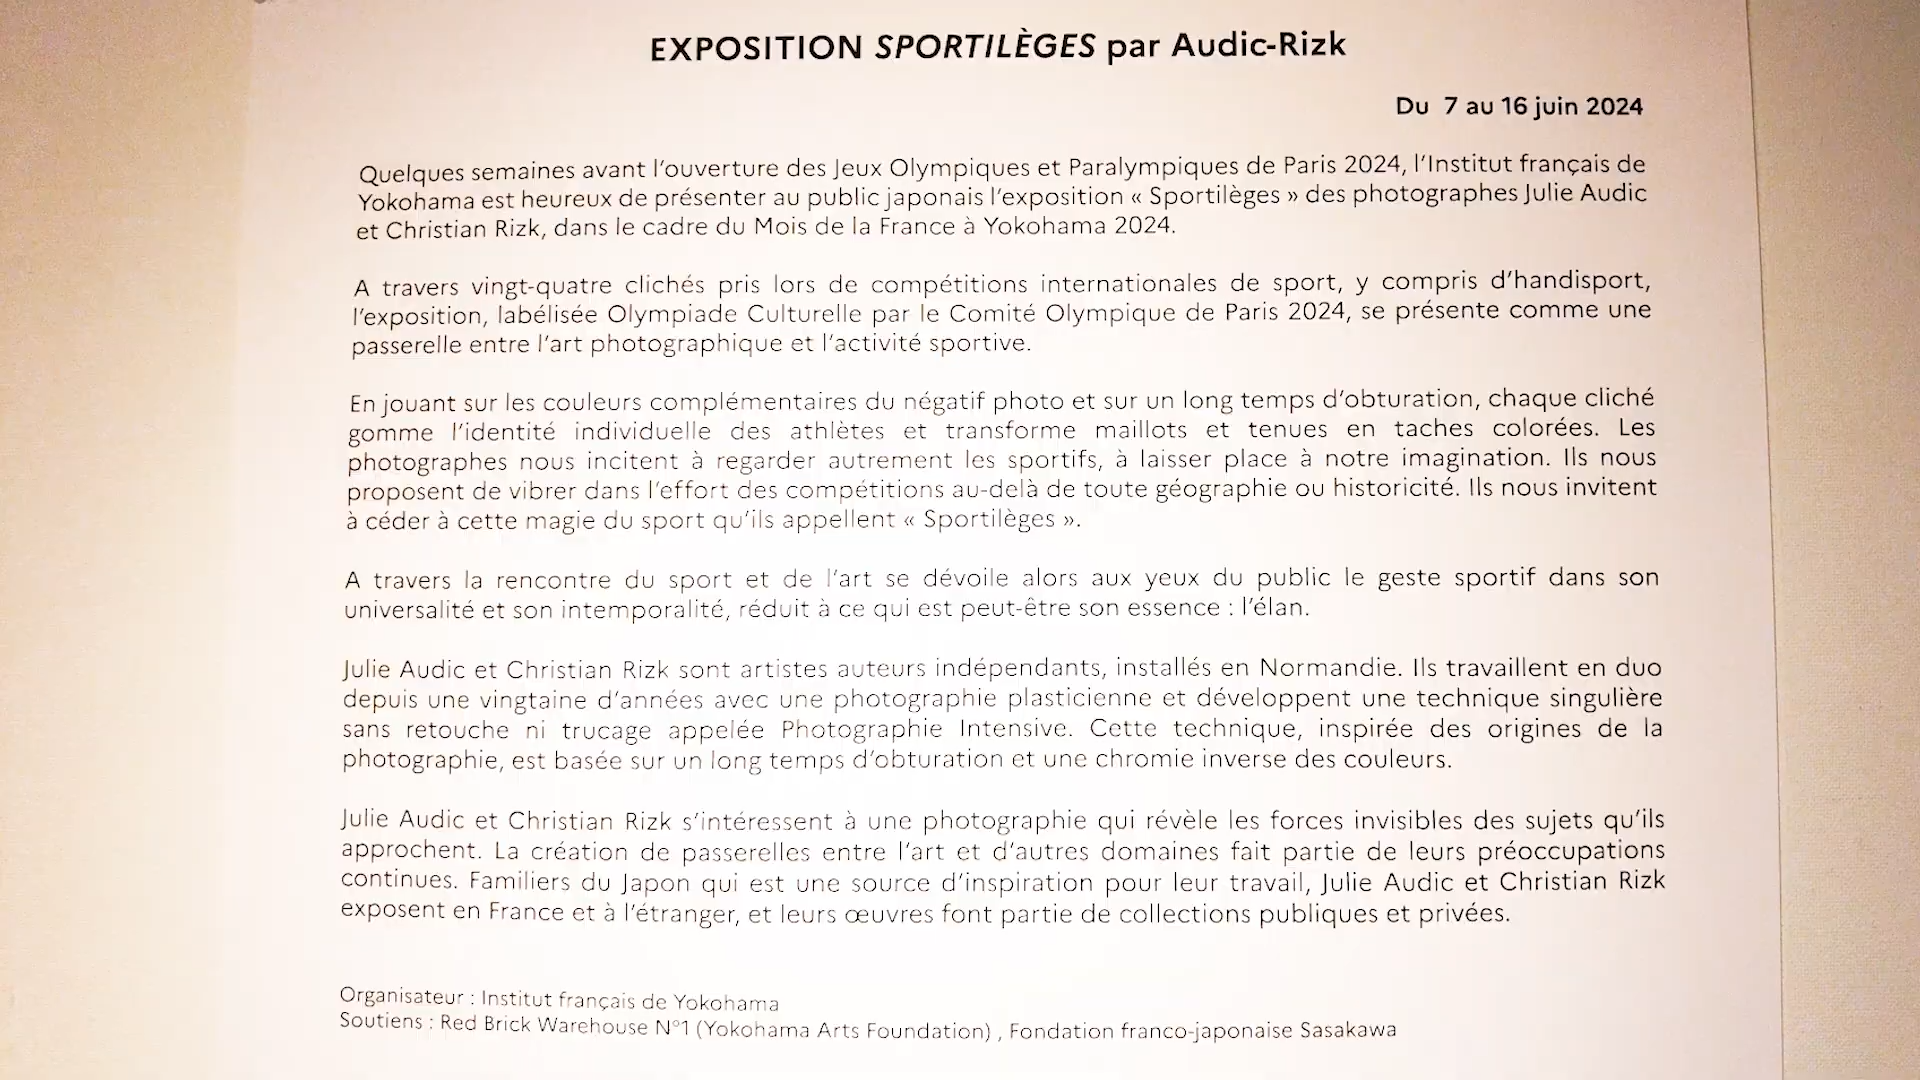 EXPOSITION SPORTILÈGES par Audic-Rizk
Du 7 au 16 juin 2024
Quelques semaines avant l'ouverture des Jeux Olympiques et Paralympiques de Paris 2024, l'Institut français de
Yokohama est heureux de présenter au public japonais l'exposition « Sportilèges » des photographes Julie Audic
et Christian Rizk, dans le cadre du Mois de la France à Yokohama 2024.
A travers vingt-quatre clichés pris lors de compétitions internationales de sport, y compris d'handisport,
l'exposition, labélisée Olympiade Culturelle par le Comité Olympique de Paris 2024, se présente comme une
passerelle entre l'art photographique et l'activité sportive.
En jouant sur les couleurs complémentaires du négatif photo et sur un long temps d'obturation, chaque cliché
gomme l'identité individuelle des athlètes et transforme maillots et tenues en taches colorées. Les
photographes nous incitent à regarder autrement les sportifs, à laisser place à notre imagination. Ils nous
proposent de vibrer dans l'effort des compétitions au-delà de toute géographie ou historicité. Ils nous invitent
à céder à cette magie du sport qu'ils appellent « Sportilèges ».
A travers la rencontre du sport et de l'art se dévoile alors aux yeux du public le geste sportif dans son
universalité et son intemporalité, réduit à ce qui est peut-être son essence : l'élan.
Julie Audic et Christian Rizk sont artistes auteurs indépendants, installés en Normandie. Ils travaillent en duo
depuis une vingtaine d'années avec une photographie plasticienne et développent une technique singulière
sans retouche ni trucage appelée Photographie Intensive. Cette technique, inspirée des origines de la
photographie, est basée sur un long temps d'obturation et une chromie inverse des couleurs.
Julie Audic et Christian Rizk s'intéressent à une photographie qui révèle les forces invisibles des sujets qu'ils
approchent. La création de passerelles entre l'art et d'autres domaines fait partie de leurs préoccupations
continues. Familiers du Japon qui est une source d'inspiration pour leur travail, Julie Audic et Christian Rizk
exposent en France et à l'étranger, et leurs œuvres font partie de collections publiques et privées.
Organisateur : Institut français de Yokohama
Soutiens : Red Brick Warehouse N°1 (Yokohama Arts Foundation) , Fondation franco-japonaise Sasakawa